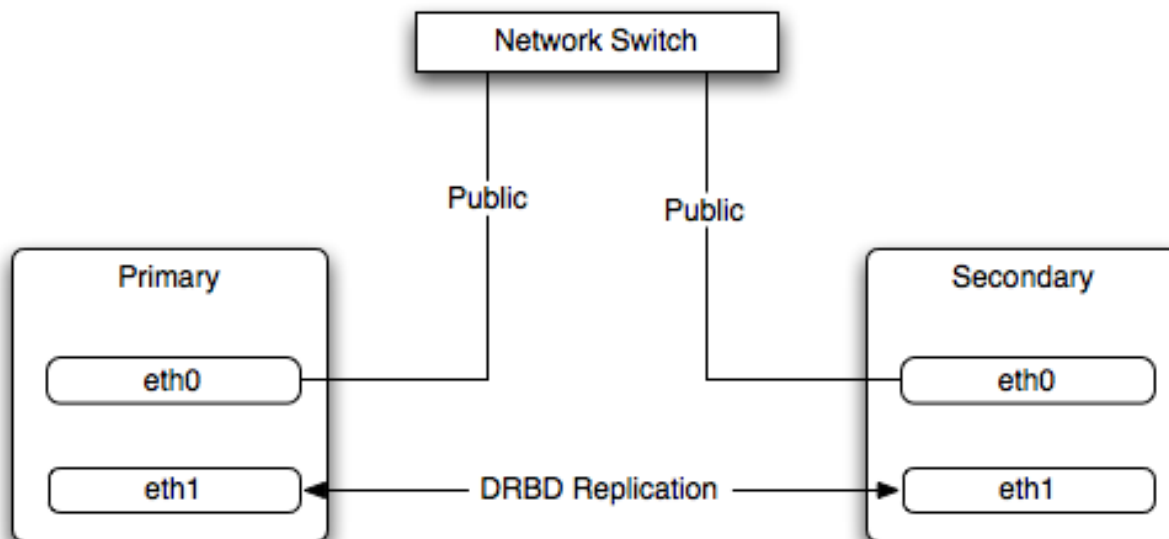 Network Switch
Public
Public
Primary
Secondary
eth0
eth0
eth1
DRBD Replication
eth1